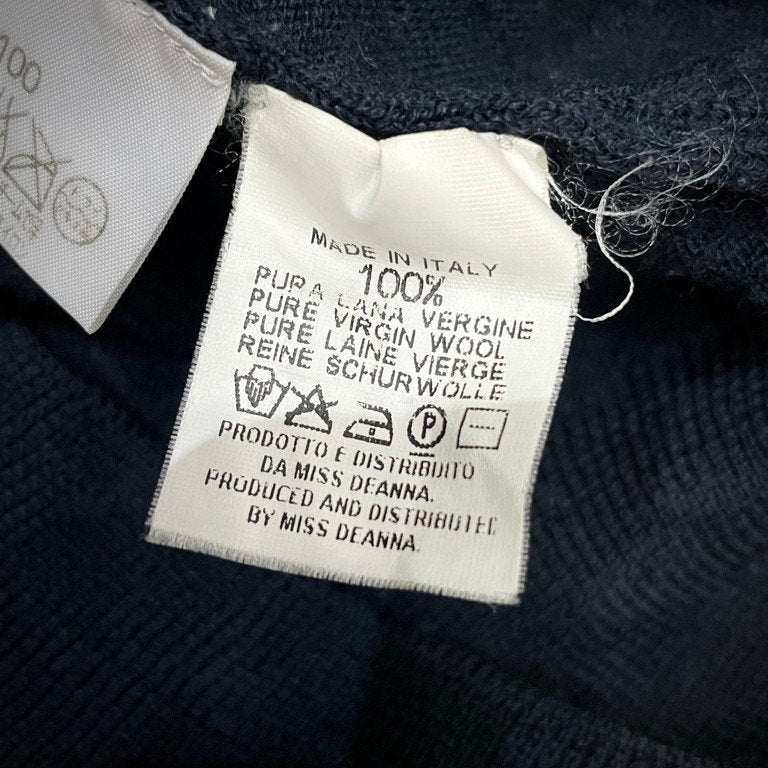 100
MADE IN ITALY
100%
PURA LANA VERGINE
PURE VIRGIN WOOL
PURE LAINE VIERGE
REINE SCHURWOLLE
P
PRODOTTO E DISTRIBUITO
DA MISS DEANNA.
PRODUCED AND DISTRIBUTED
BY MISS DEANNA.